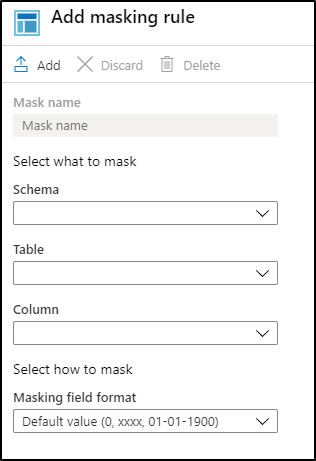 Add masking rule
Add Discard Delete
Mask name
Mask name
Select what to mask
Schema
Table
Column
Select how to mask
Masking field format
Default value (0, xxxx, 01-01-1900)